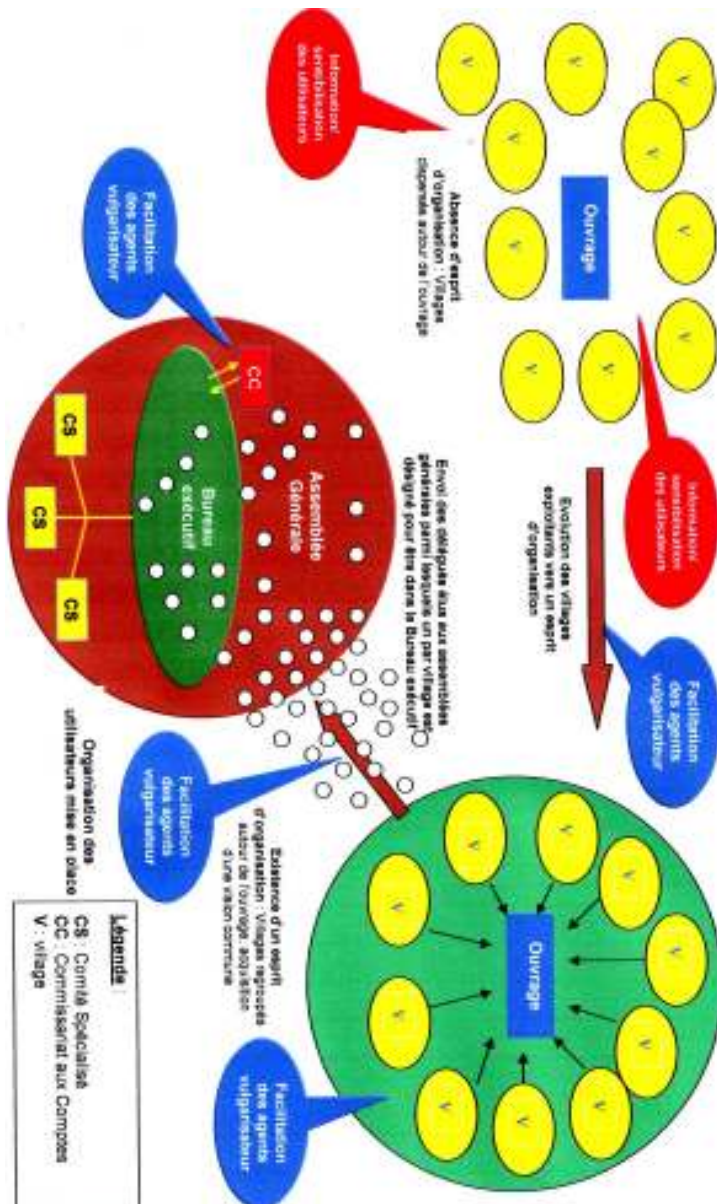 V
V
V
V
V
V
V
V
V
V
V
Ouvrage
Information/
sensibilisation
des utilisateurs
Absence d'esprit
d'organisation : Villages
dispersés autour de l'ouvrage
Information/
sensibilisation
des utilisateurs
Evolution des villages
exploitants vers un esprit
d'organisation
Facilitation
des agents
vulgarisateur
V
V
V
V
V
V
V
V
V
V
V
Ouvrage
Existence d'un esprit
d'organisation : Villages regroupés
autour de l'ouvrage, acquisition
d'une vision commune
Facilitation
des agents
vulgarisateur
Envoi des délégués élus aux assemblées
générales parmi lesquels un par village est
désigné pour être dans le Bureau exécutif
Facilitation
des agents
vulgarisateur
Facilitation
des agents
vulgarisateur
CC
Assemblée
Générale
Bureau
exécutif
CS
CS
CS
Organisation des
utilisateurs mise en place
Légende :
CS : Comité Spécialisé
CC : Commissariat aux Comptes
V : village